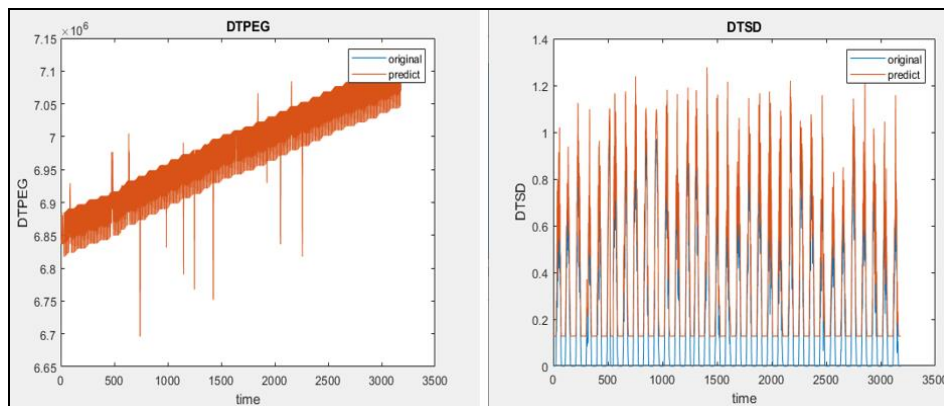 DTPEG
×10⁶
7.15
7.1
7.05
7
6.95
6.9
6.85
6.8
6.75
6.7
6.65
DTPEG
0 500 1000 1500 2000 2500 3000 3500
time
original
predict
DTSD
1.4
1.2
1
0.8
0.6
0.4
0.2
0
DTSD
0 500 1000 1500 2000 2500 3000 3500
time
original
predict